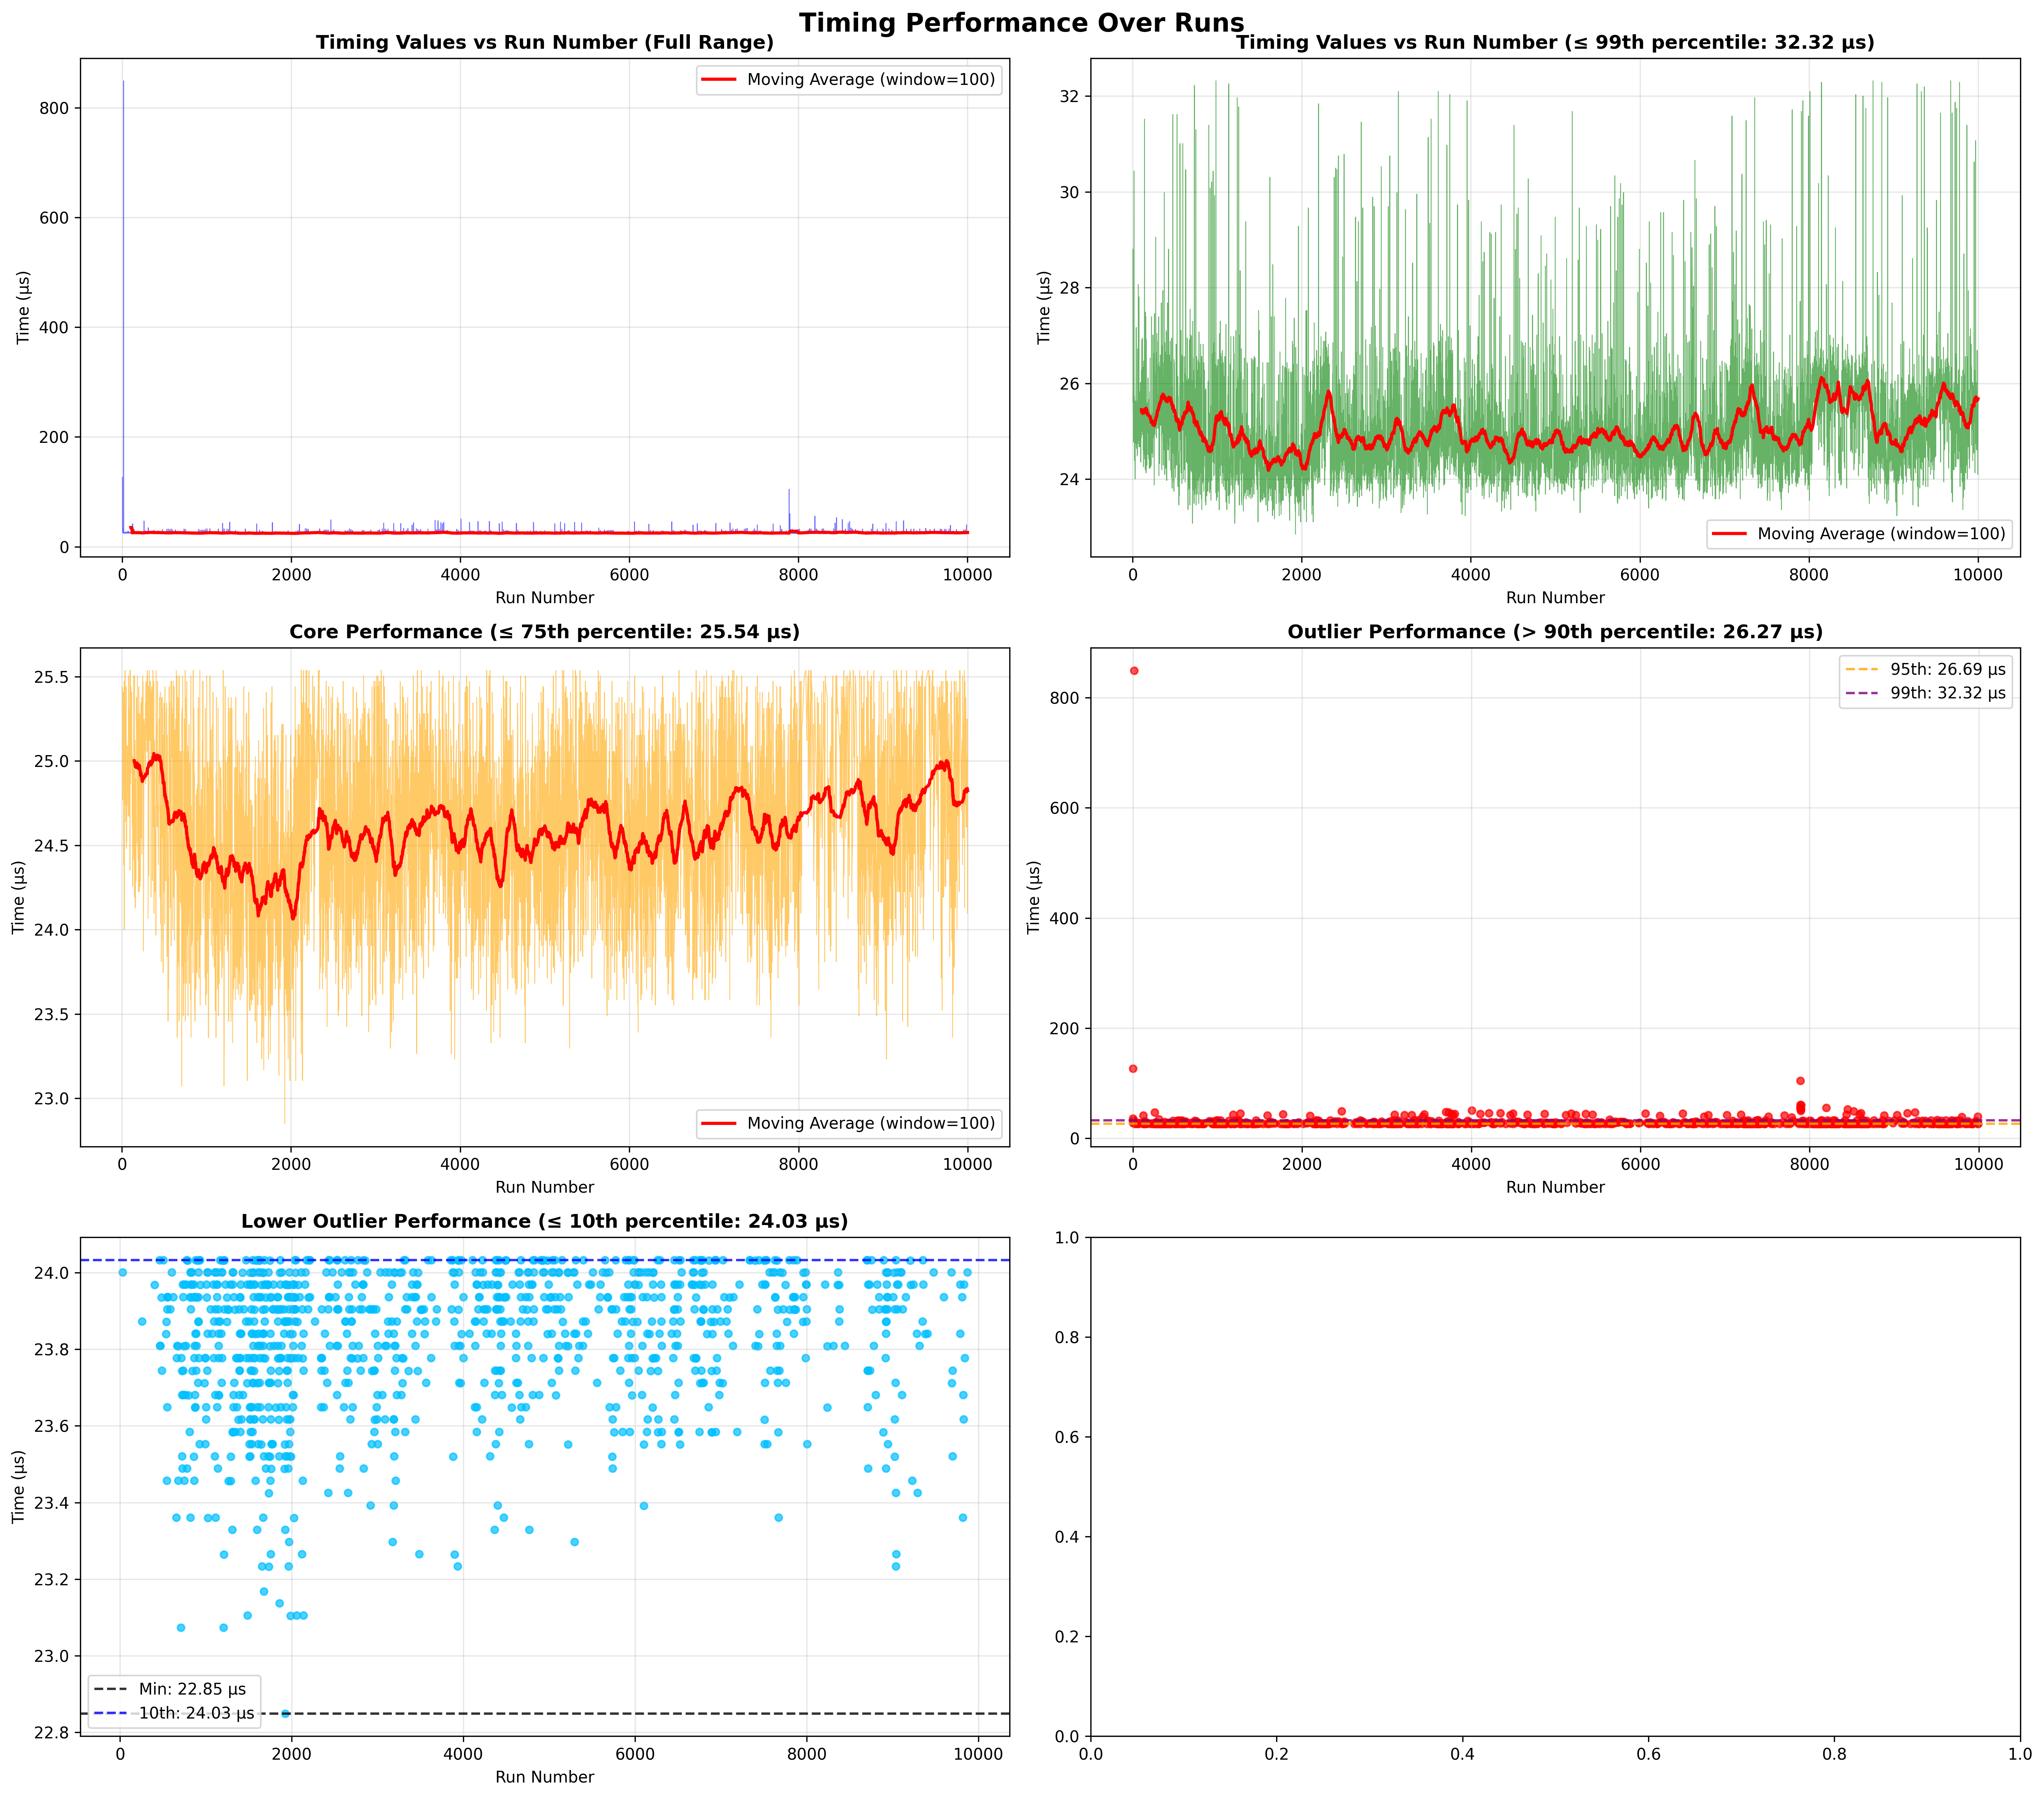 Timing Performance Over Runs
Timing Values vs Run Number (Full Range)
800
600
400
200
0
Time (µs)
Moving Average (window=100)
0 2000 4000 6000 8000 10000
Run Number
Timing Values vs Run Number (≤ 99th percentile: 32.32 µs)
32
30
28
26
24
Time (µs)
Moving Average (window=100)
0 2000 4000 6000 8000 10000
Run Number
Core Performance (≤ 75th percentile: 25.54 µs)
25.5
25.0
24.5
24.0
23.5
23.0
Time (µs)
Moving Average (window=100)
0 2000 4000 6000 8000 10000
Run Number
Outlier Performance (> 90th percentile: 26.27 µs)
800
600
400
200
0
Time (µs)
95th: 26.69 µs
99th: 32.32 µs
0 2000 4000 6000 8000 10000
Run Number
Lower Outlier Performance (≤ 10th percentile: 24.03 µs)
24.0
23.8
23.6
23.4
23.2
23.0
22.8
Time (µs)
Min: 22.85 µs
10th: 24.03 µs
0 2000 4000 6000 8000 10000
Run Number
1.0
0.8
0.6
0.4
0.2
0.0
0.0 0.2 0.4 0.6 0.8 1.0